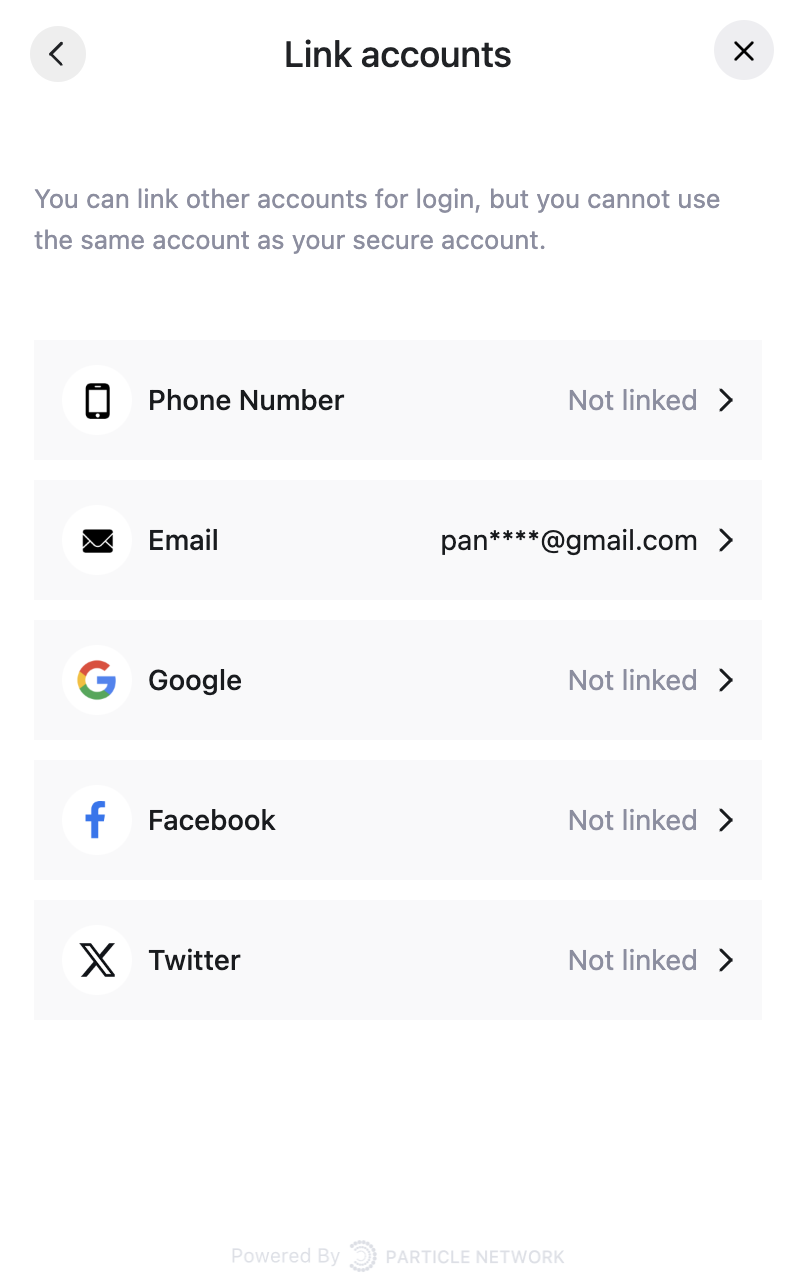 Link accounts
You can link other accounts for login, but you cannot use
the same account as your secure account.
Phone Number Not linked
Email pan****@gmail.com
Google Not linked
Facebook Not linked
Twitter Not linked
Powered By PARTICLE NETWORK